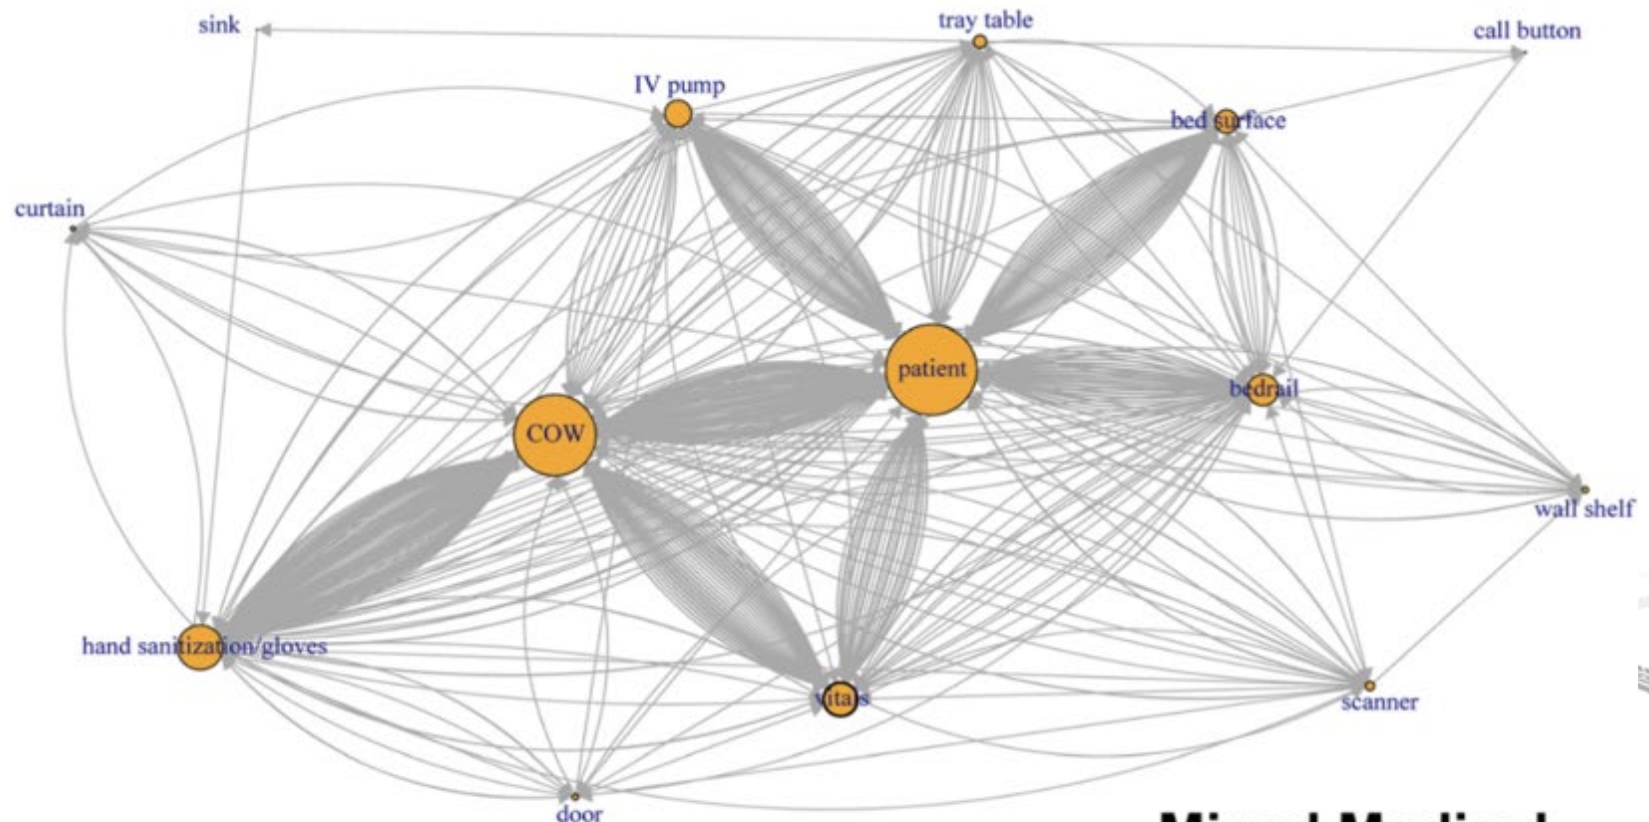 tray table
sink
call button
IV pump
bed surface
curtain
patient
bedrail
COW
wall shelf
hand sanitization/gloves
vitals
scanner
door